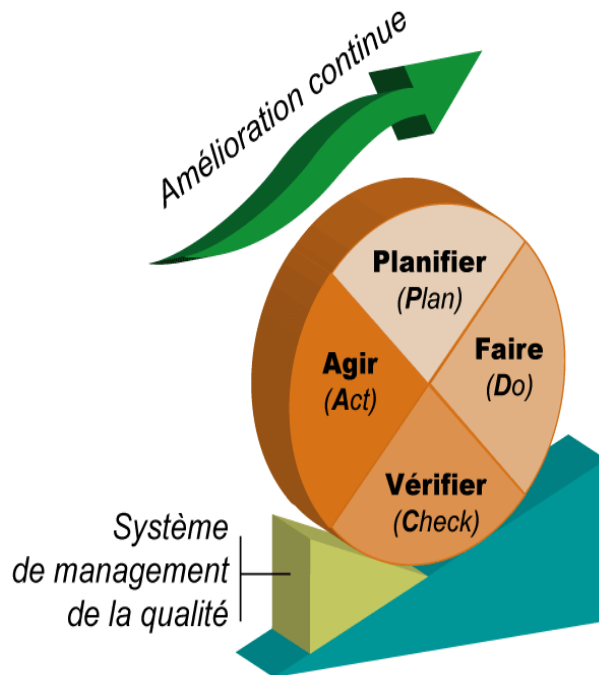 Amélioration continue
Planifier
(Plan)
Faire
(Do)
Agir
(Act)
Vérifier
(Check)
Système
de management
de la qualité